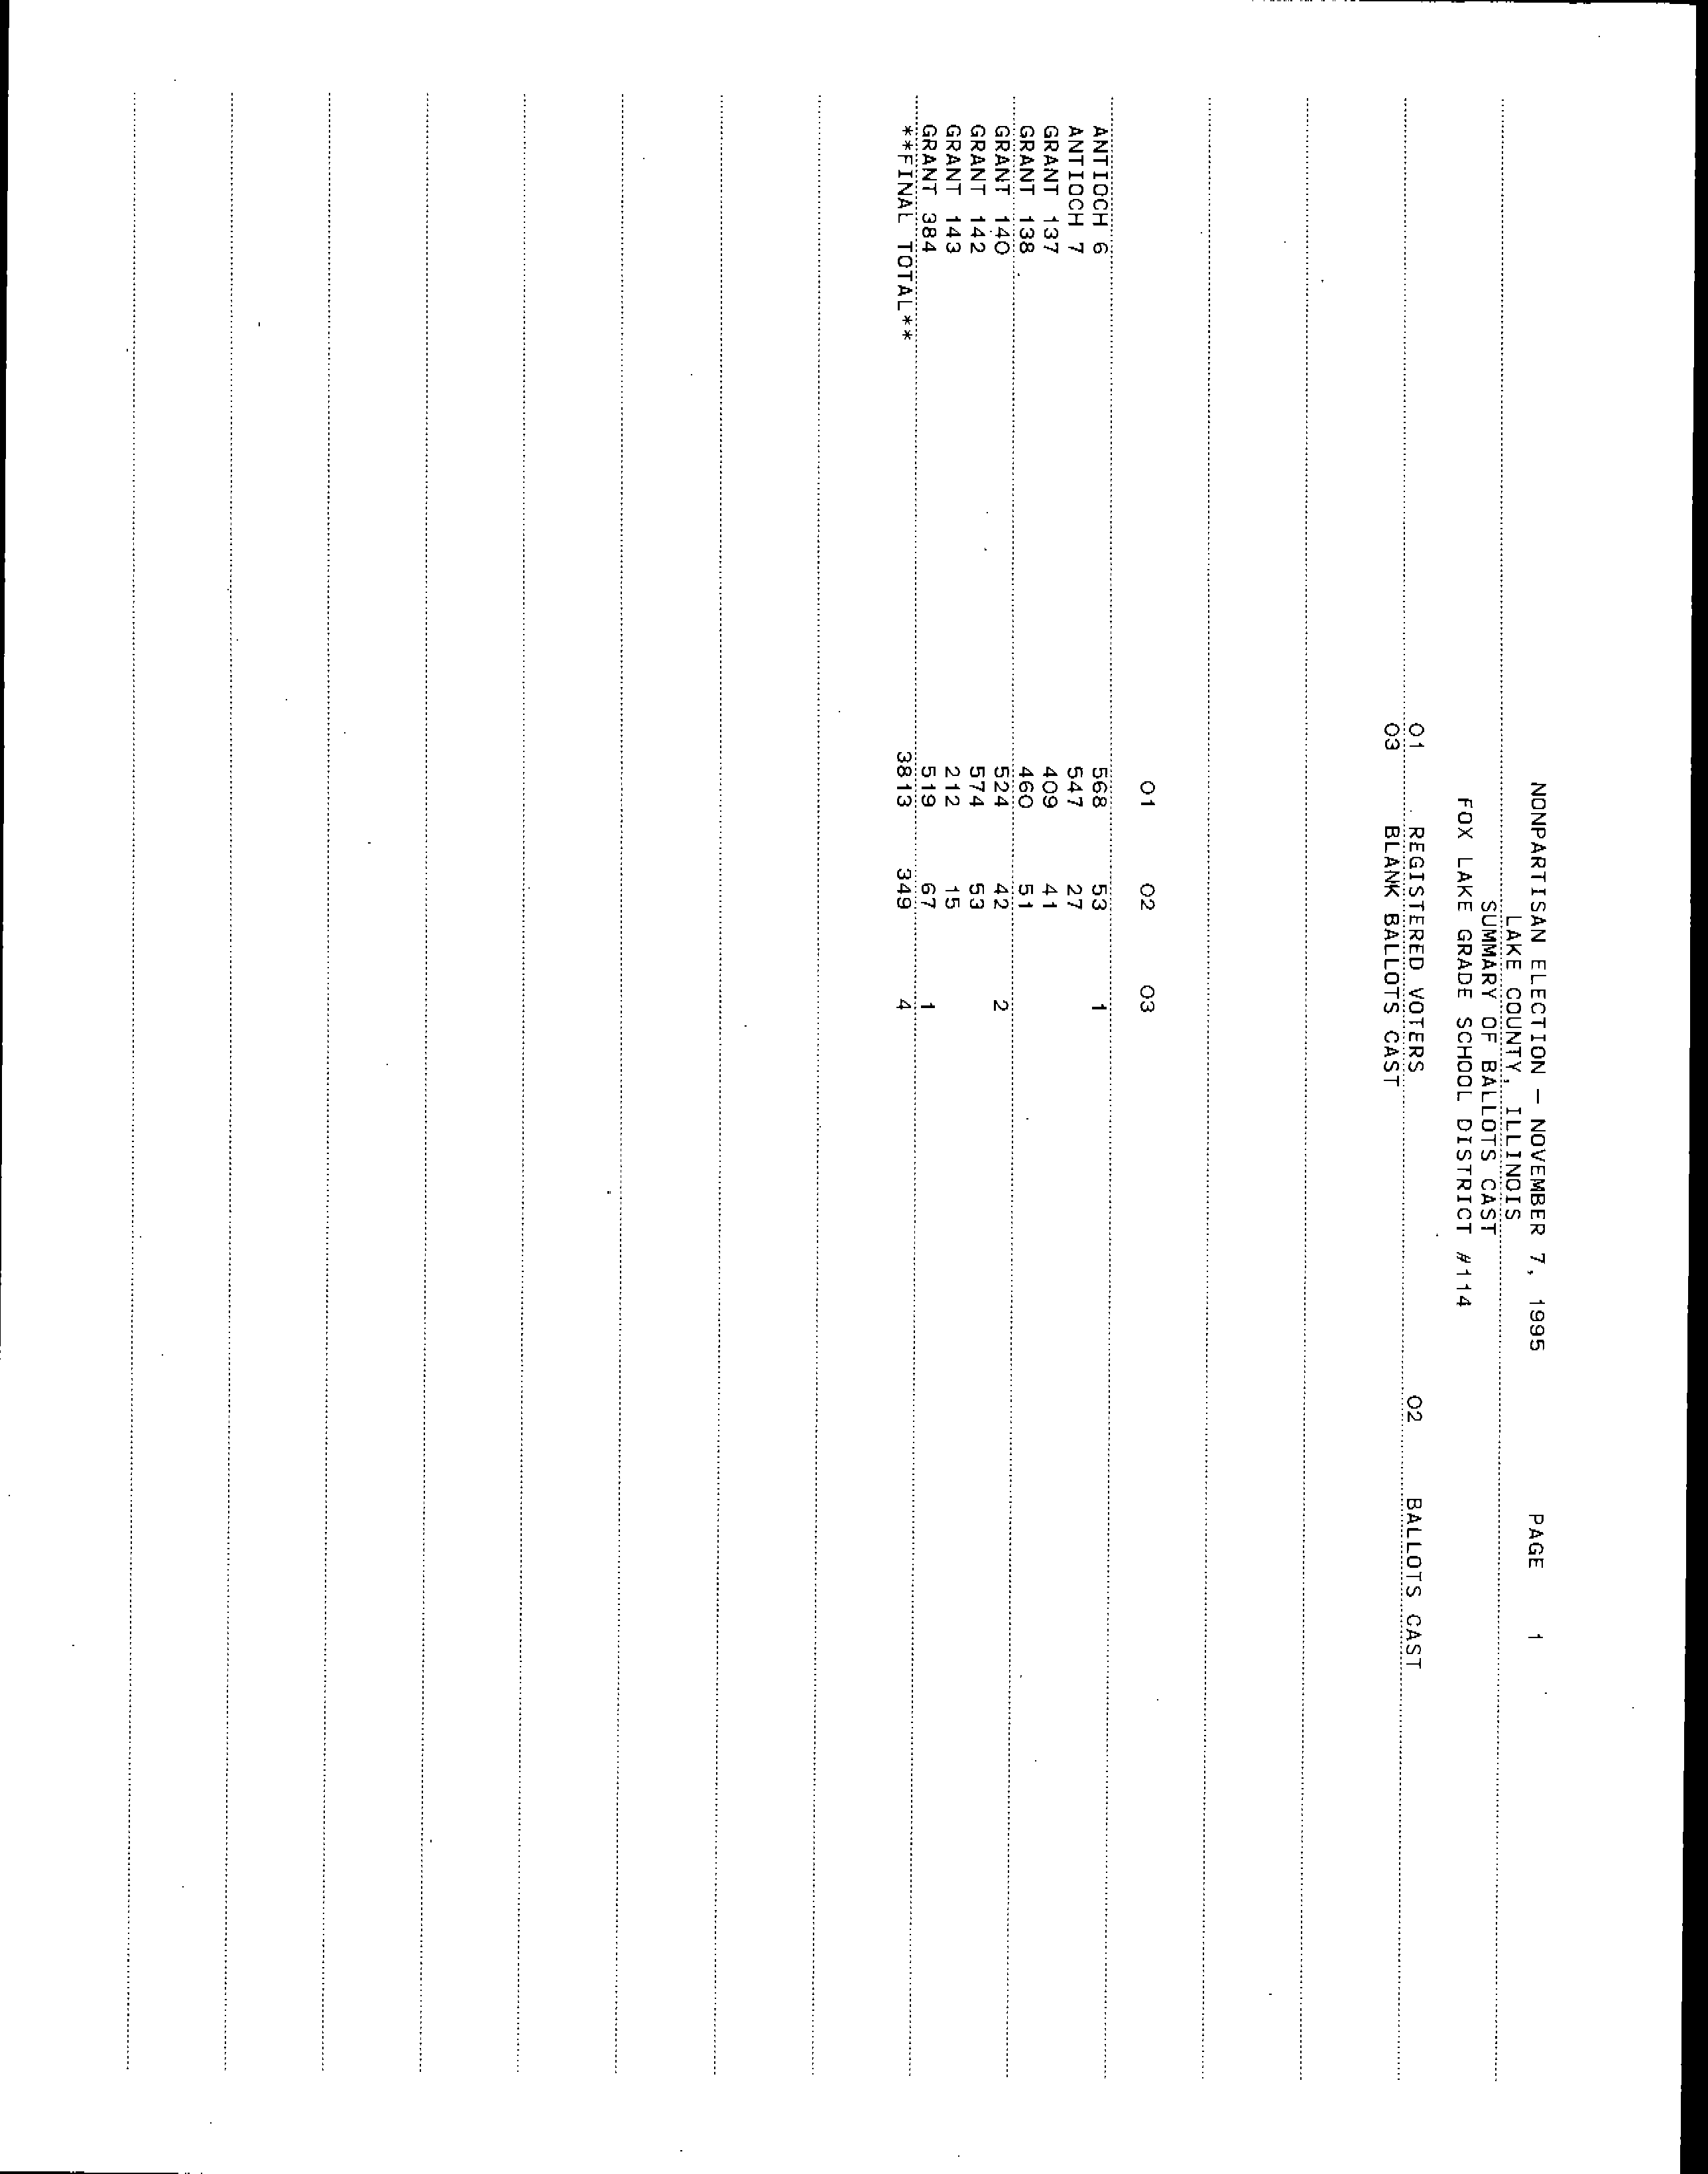 NONPARTISAN ELECTION – NOVEMBER 7, 1995 PAGE 1
LAKE COUNTY, ILLINOIS
SUMMARY OF BALLOTS CAST
FOX LAKE GRADE SCHOOL DISTRICT #114
01 REGISTERED VOTERS 02 BALLOTS CAST
03 BLANK BALLOTS CAST
01 02 03
ANTIOCH 6 568 53 1
ANTIOCH 7 547 27
GRANT 137 409 41
GRANT 138 460 51
GRANT 140 524 42 2
GRANT 142 574 53
GRANT 143 212 15
GRANT 384 519 67 1
**FINAL TOTAL** 3813 349 4